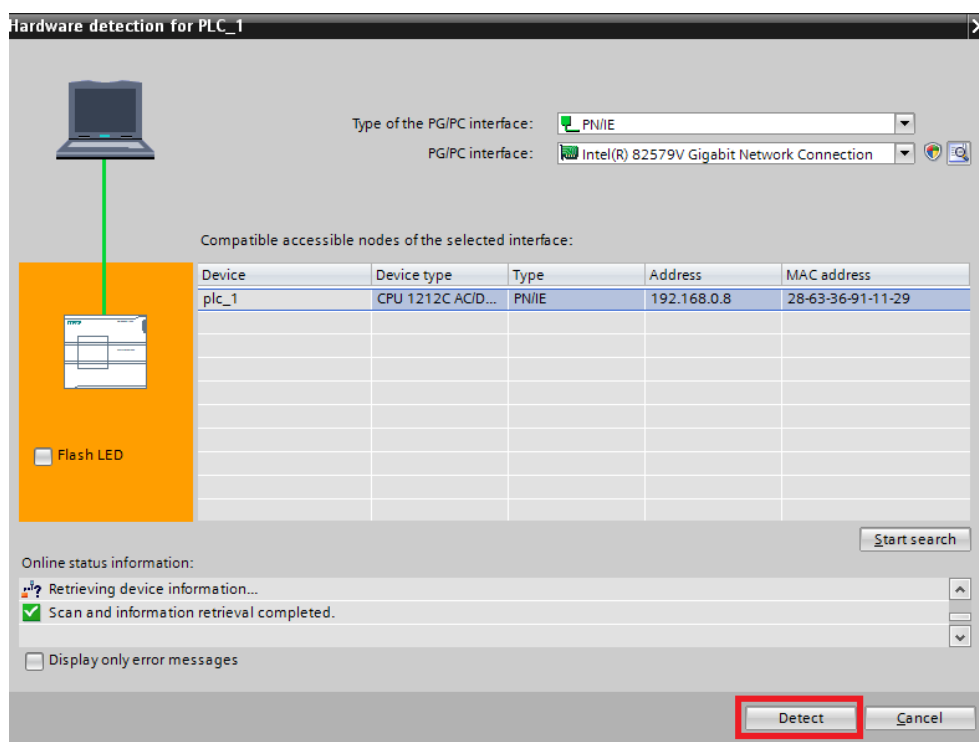 Hardware detection for PLC_1
Type of the PG/PC interface: PN/IE
PG/PC interface: Intel(R) 82579V Gigabit Network Connection
Compatible accessible nodes of the selected interface:
Device Device type Type Address MAC address
plc_1 CPU 1212C AC/D... PN/IE 192.168.0.8 28-63-36-91-11-29
Flash LED
Start search
Online status information:
Retrieving device information...
Scan and information retrieval completed.
Display only error messages
Detect Cancel